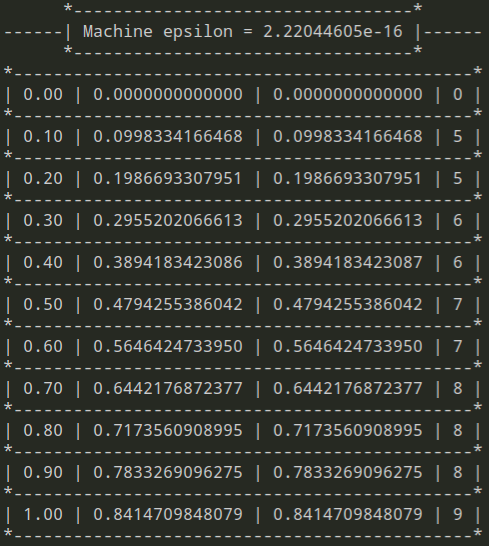 *----------------------------------*
------| Machine epsilon = 2.22044605e-16 |------
*----------------------------------*
*----------------------------------------------*
| 0.00 | 0.0000000000000 | 0.0000000000000 | 0 |
*----------------------------------------------*
| 0.10 | 0.0998334166468 | 0.0998334166468 | 5 |
*----------------------------------------------*
| 0.20 | 0.1986693307951 | 0.1986693307951 | 5 |
*----------------------------------------------*
| 0.30 | 0.2955202066613 | 0.2955202066613 | 6 |
*----------------------------------------------*
| 0.40 | 0.3894183423086 | 0.3894183423087 | 6 |
*----------------------------------------------*
| 0.50 | 0.4794255386042 | 0.4794255386042 | 7 |
*----------------------------------------------*
| 0.60 | 0.5646424733950 | 0.5646424733950 | 7 |
*----------------------------------------------*
| 0.70 | 0.6442176872377 | 0.6442176872377 | 8 |
*----------------------------------------------*
| 0.80 | 0.7173560908995 | 0.7173560908995 | 8 |
*----------------------------------------------*
| 0.90 | 0.7833269096275 | 0.7833269096275 | 8 |
*----------------------------------------------*
| 1.00 | 0.8414709848079 | 0.8414709848079 | 9 |
*----------------------------------------------*